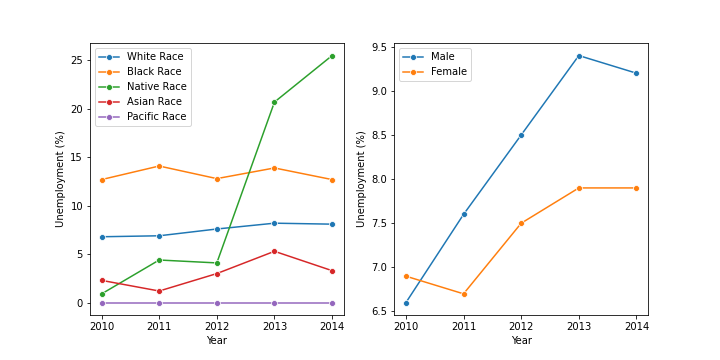 White Race
Black Race
Native Race
Asian Race
Pacific Race
Unemployment (%)
25
20
15
10
5
0
2010 2011 2012 2013 2014
Year
Male
Female
Unemployment (%)
9.5
9.0
8.5
8.0
7.5
7.0
6.5
2010 2011 2012 2013 2014
Year